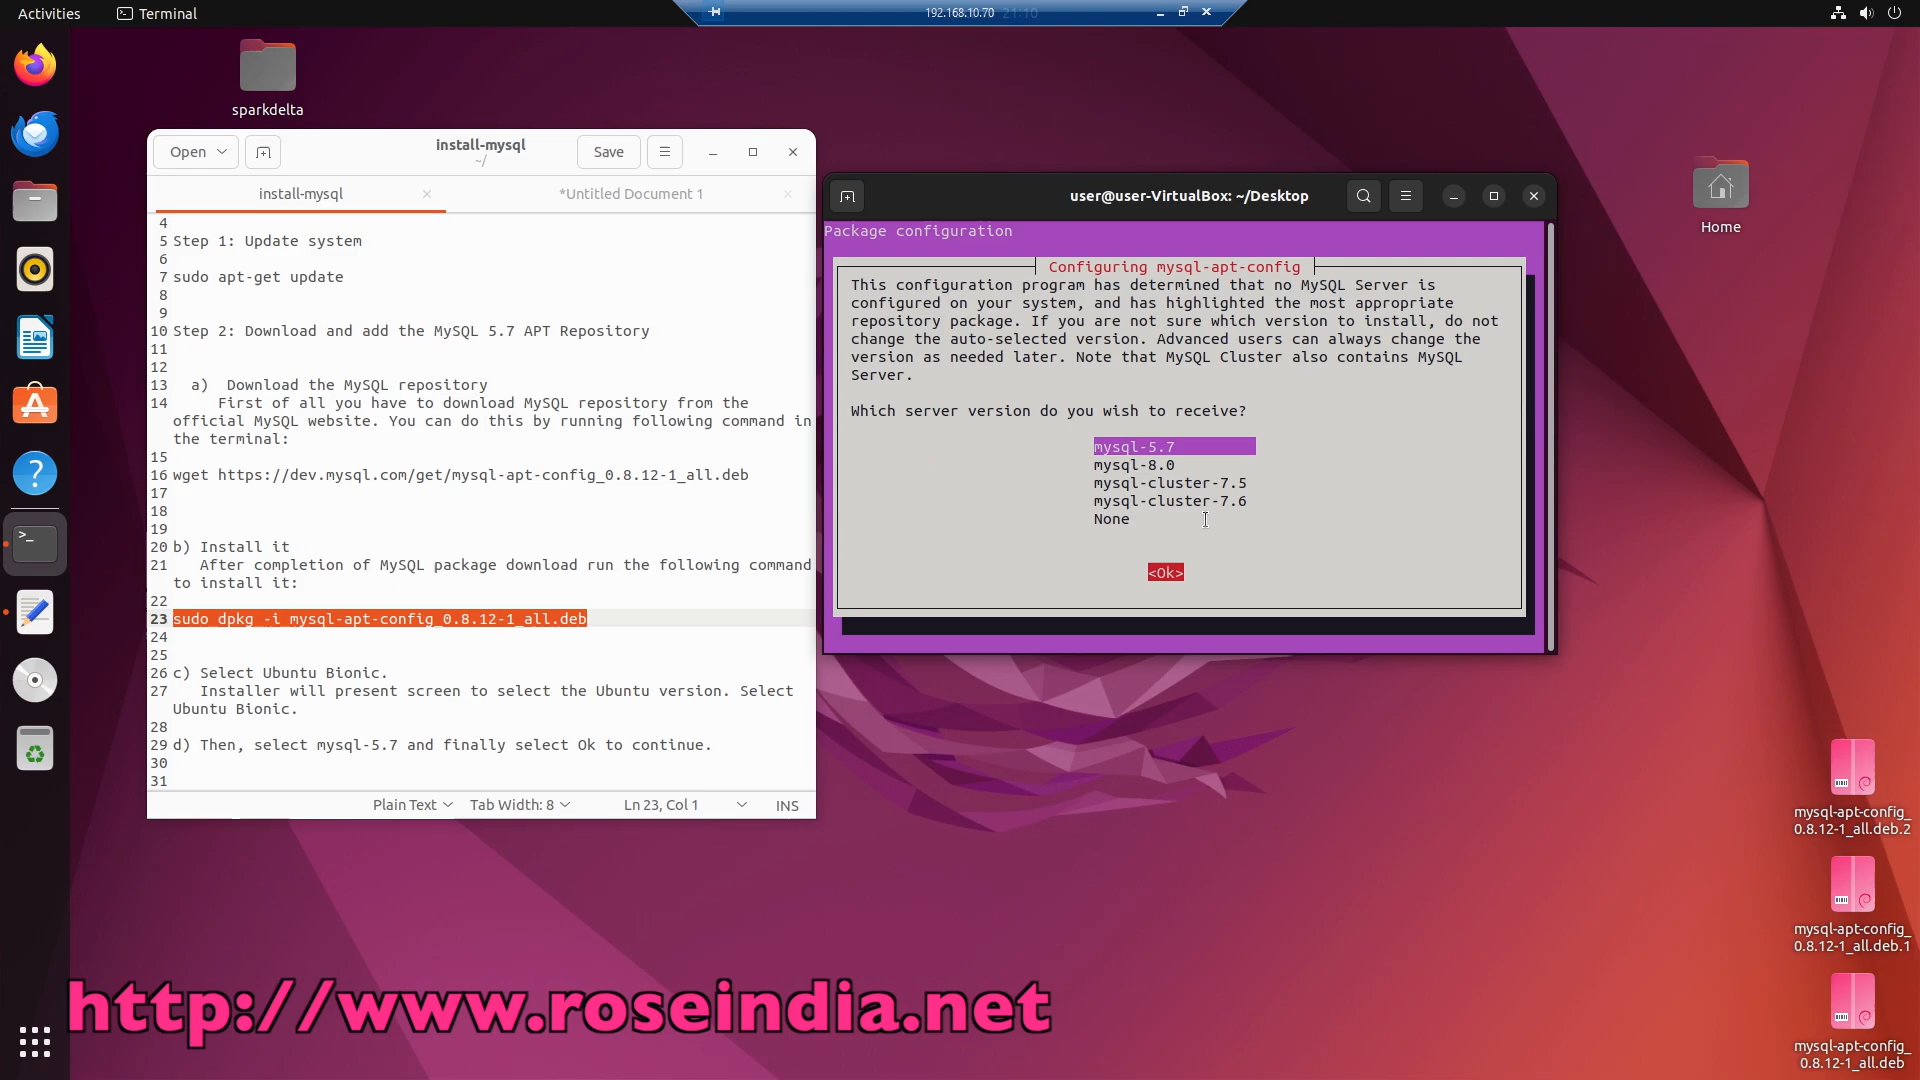 Activities
Terminal
192.168.10.70
21:10
sparkdelta
Home
Open
install-mysql
~/
Save
install-mysql
*Untitled Document 1
4
5 Step 1: Update system
6
7 sudo apt-get update
8
9
10 Step 2: Download and add the MySQL 5.7 APT Repository
11
12
13 a) Download the MySQL repository
14 First of all you have to download MySQL repository from the
official MySQL website. You can do this by running following command in
the terminal:
15
16 wget https://dev.mysql.com/get/mysql-apt-config_0.8.12-1_all.deb
17
18
19
20 b) Install it
21 After completion of MySQL package download run the following command
to install it:
22
23 sudo dpkg -i mysql-apt-config_0.8.12-1_all.deb
24
25
26 c) Select Ubuntu Bionic.
27 Installer will present screen to select the Ubuntu version. Select
Ubuntu Bionic.
28
29 d) Then, select mysql-5.7 and finally select Ok to continue.
30
31
Plain Text
Tab Width: 8
Ln 23, Col 1
INS
user@user-VirtualBox: ~/Desktop
Package configuration
Configuring mysql-apt-config
This configuration program has determined that no MySQL Server is
configured on your system, and has highlighted the most appropriate
repository package. If you are not sure which version to install, do not
change the auto-selected version. Advanced users can always change the
version as needed later. Note that MySQL Cluster also contains MySQL
Server.
Which server version do you wish to receive?
mysql-5.7
mysql-8.0
mysql-cluster-7.5
mysql-cluster-7.6
None
<Ok>
mysql-apt-config_
0.8.12-1_all.deb.2
mysql-apt-config_
0.8.12-1_all.deb.1
mysql-apt-config_
0.8.12-1_all.deb
http://www.roseindia.net